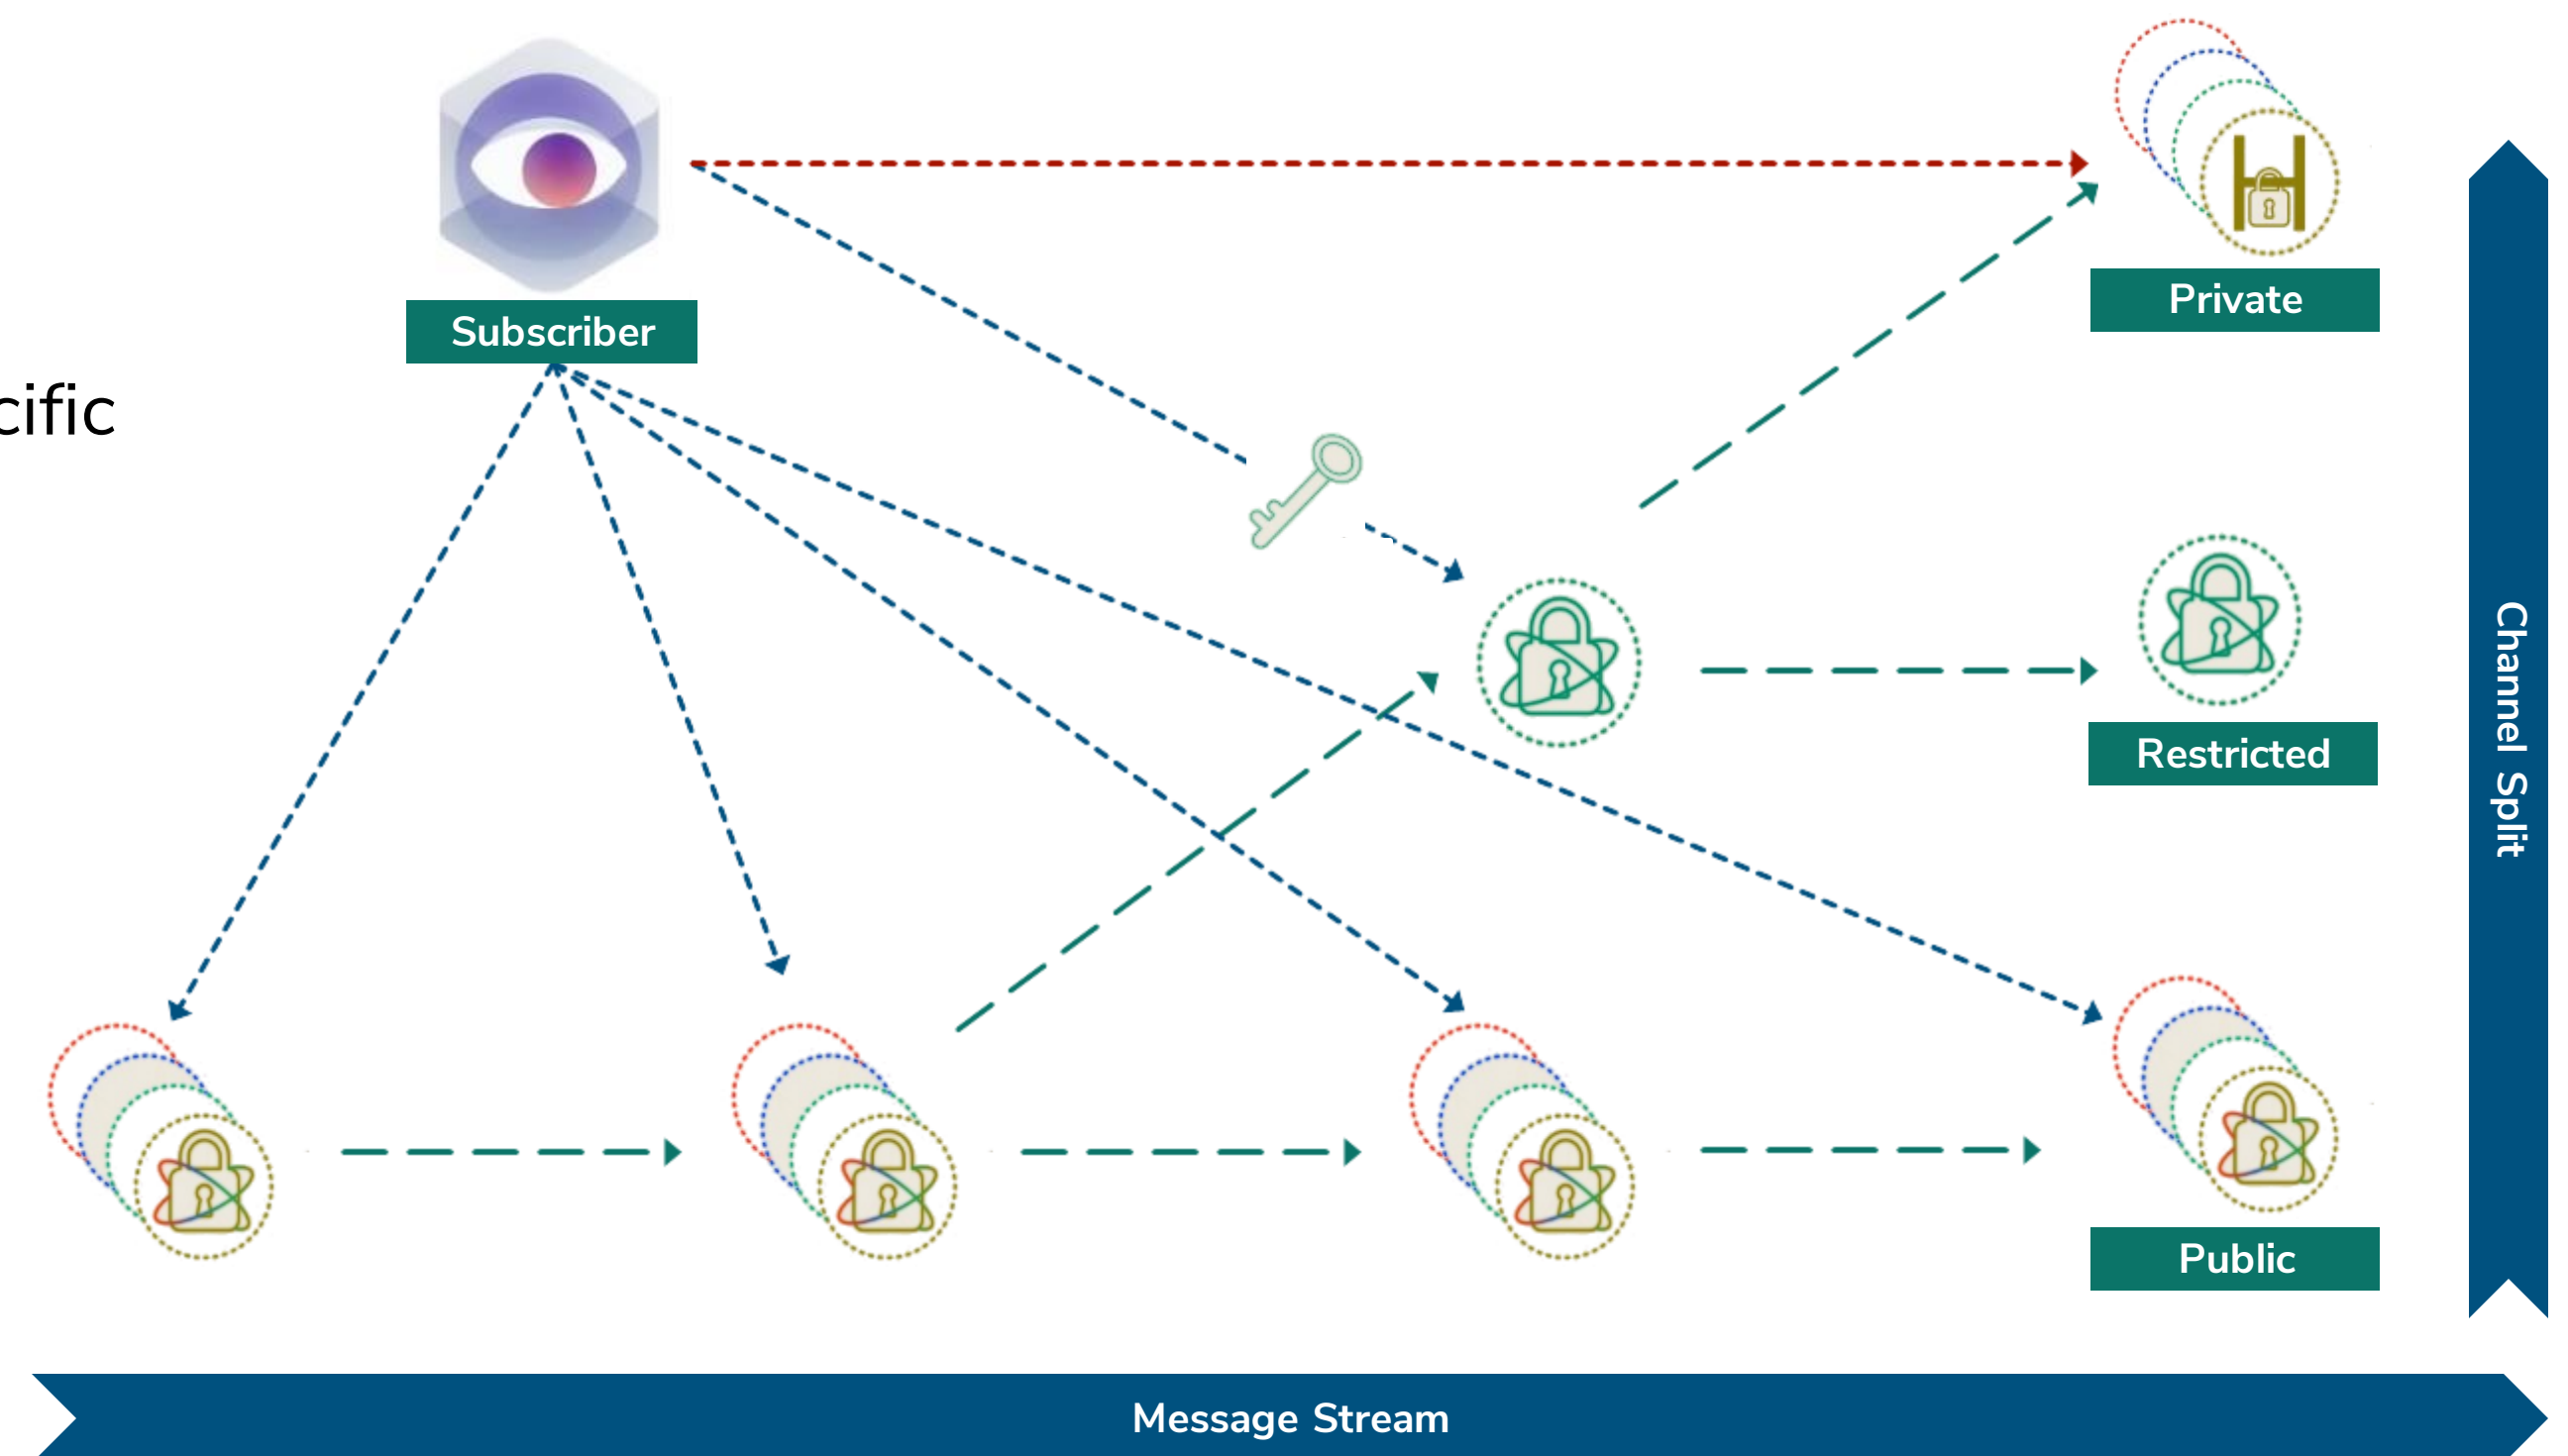 Subscriber
Private
cific
Restricted
Channel Split
Public
Message Stream